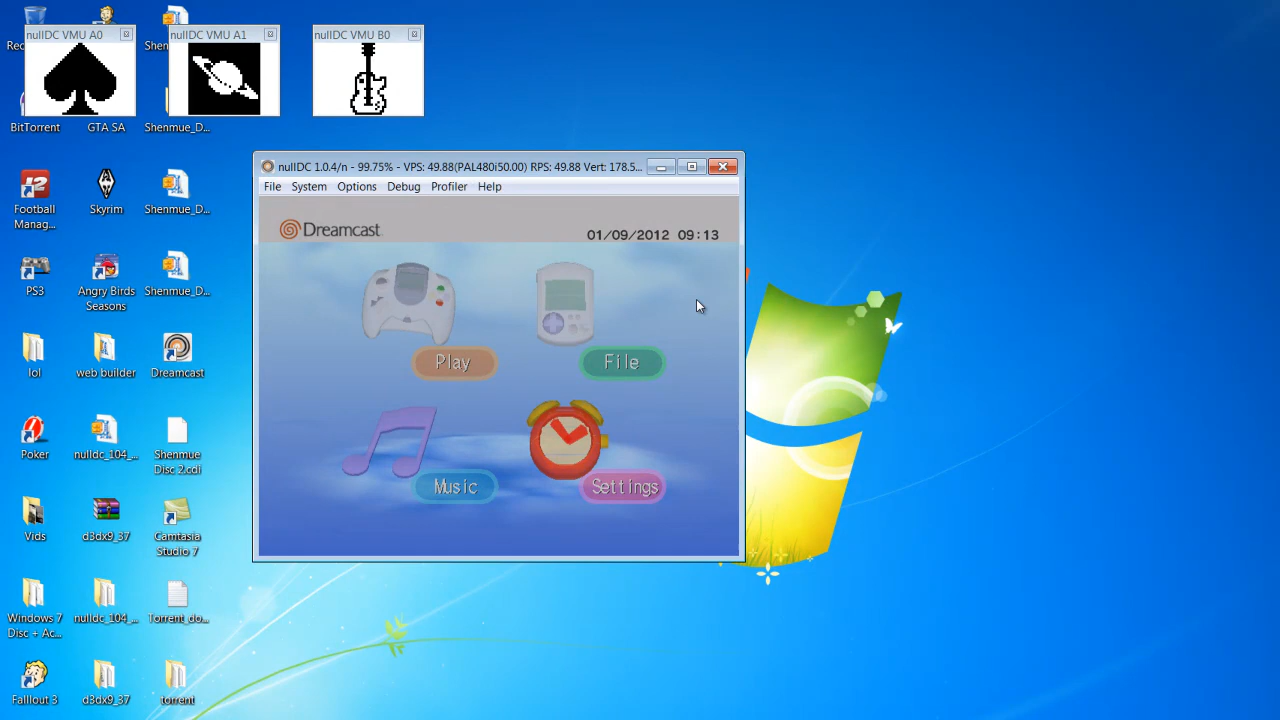 nullDC VMU A0
nullDC VMU A1
nullDC VMU B0
BitTorrent
GTA SA
Shenmue_D...
nullDC 1.0.4/n - 99.75% - VPS: 49.88(PAL480i50.00) RPS: 49.88 Vert: 178.5...
File System Options Debug Profiler Help
Dreamcast
01/09/2012 09:13
Play
File
Music
Settings
Football
Manag...
Skyrim
Shenmue_D...
PS3
Angry Birds
Seasons
Shenmue_D...
lol
web builder
Dreamcast
Poker
nulldc_104_...
Shenmue
Disc 2.cdi
Vids
d3dx9_37
Camtasia
Studio 7
Windows 7
Disc + Ac...
nulldc_104_...
Torrent_do...
Falllout 3
d3dx9_37
torrent